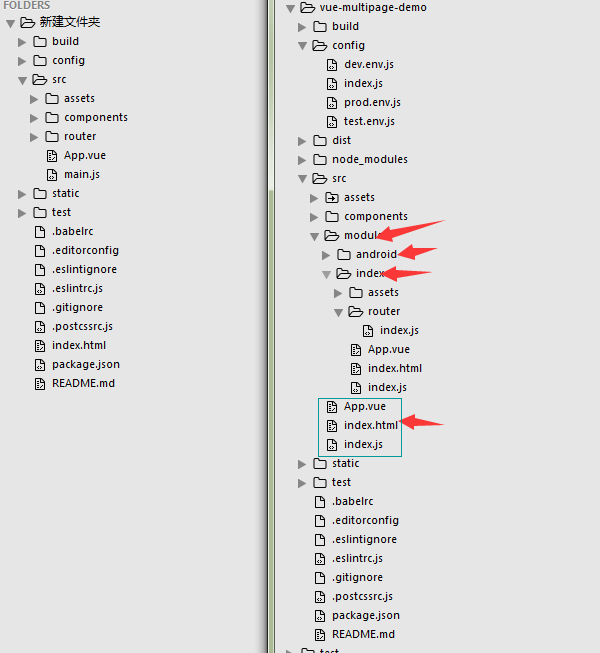 FOLDERS
新建文件夹
build
config
src
assets
components
router
App.vue
main.js
static
test
.babelrc
.editorconfig
.eslintignore
.eslintrc.js
.gitignore
.postcssrc.js
index.html
package.json
README.md
vue-multipage-demo
build
config
dev.env.js
index.js
prod.env.js
test.env.js
dist
node_modules
src
assets
components
module
android
index
assets
router
index.js
App.vue
index.html
index.js
App.vue
index.html
index.js
static
test
.babelrc
.editorconfig
.eslintignore
.eslintrc.js
.gitignore
.postcssrc.js
package.json
README.md
test